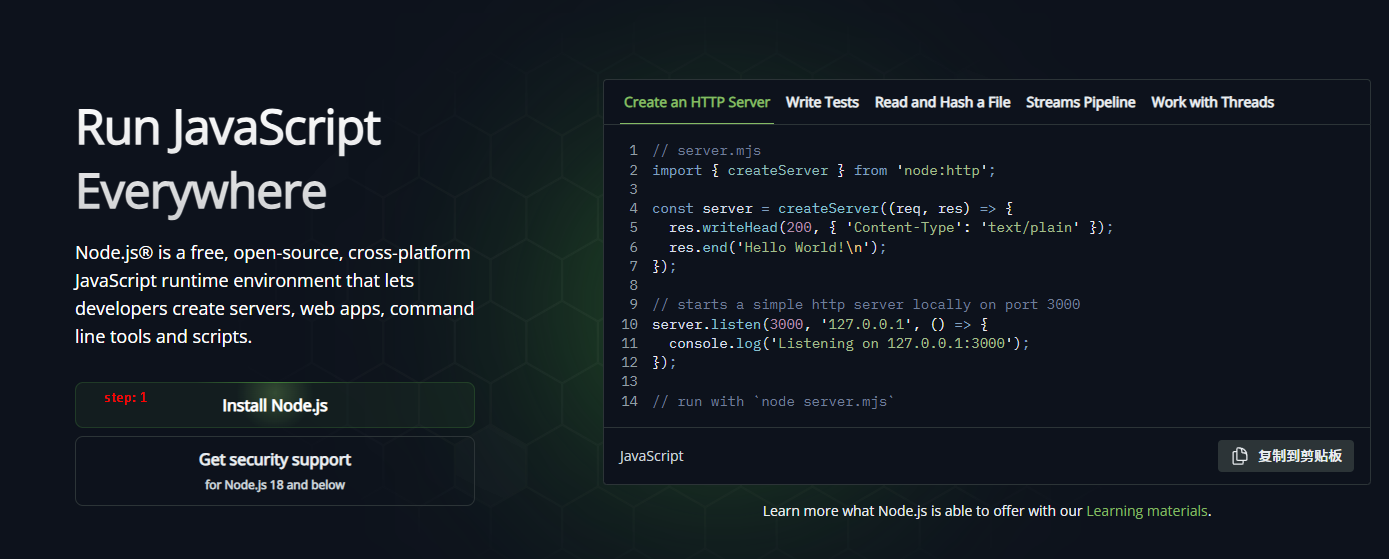 Run JavaScript
Everywhere
Node.js® is a free, open-source, cross-platform
JavaScript runtime environment that lets
developers create servers, web apps, command
line tools and scripts.
step: 1
Install Node.js
Get security support
for Node.js 18 and below
Create an HTTP Server Write Tests Read and Hash a File Streams Pipeline Work with Threads
1 // server.mjs
2 import { createServer } from 'node:http';
3
4 const server = createServer((req, res) => {
5   res.writeHead(200, { 'Content-Type': 'text/plain' });
6   res.end('Hello World!\n');
7 });
8
9 // starts a simple http server locally on port 3000
10 server.listen(3000, '127.0.0.1', () => {
11   console.log('Listening on 127.0.0.1:3000');
12 });
13
14 // run with `node server.mjs`
JavaScript 复制到剪贴板
Learn more what Node.js is able to offer with our Learning materials.